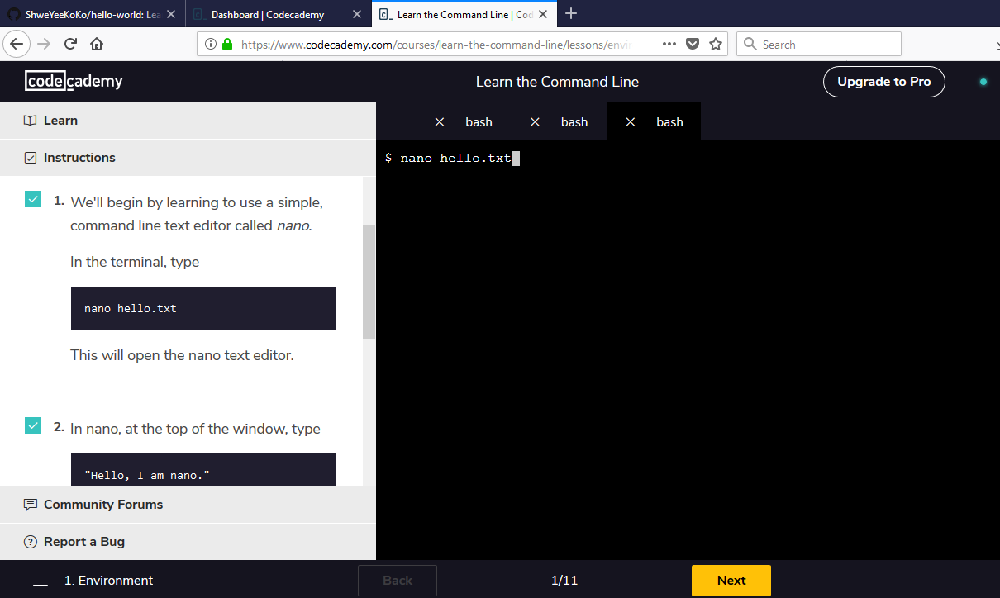 ShweYeeKoKo/hello-world: Lea
Dashboard | Codecademy
Learn the Command Line | Cod
https://www.codecademy.com/courses/learn-the-command-line/lessons/envir
Search
codecademy
Learn the Command Line
Upgrade to Pro
Learn
bash
bash
bash
Instructions
$ nano hello.txt
1. We'll begin by learning to use a simple,
command line text editor called nano.
In the terminal, type
nano hello.txt
This will open the nano text editor.
2. In nano, at the top of the window, type
"Hello, I am nano."
Community Forums
Report a Bug
1. Environment
Back
1/11
Next